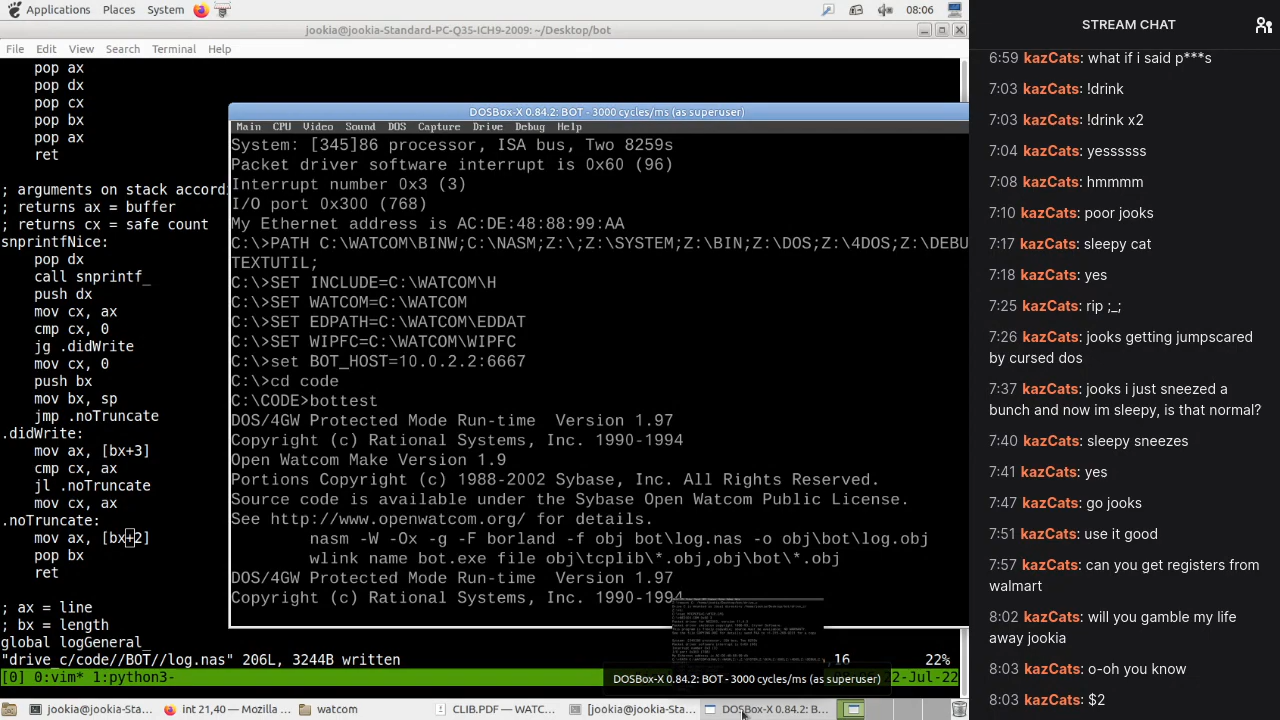 Applications Places System 08:06
jookia@jookia-Standard-PC-Q35-ICH9-2009: ~/Desktop/bot
File Edit View Search Terminal Help
pop ax
pop dx
pop cx
pop bx
pop ax
ret
; arguments on stack accordi
; returns ax = buffer
; returns cx = safe count
snprintfNice:
pop dx
call snprintf_
push dx
mov cx, ax
cmp cx, 0
jg .didWrite
mov cx, 0
push bx
mov bx, sp
jmp .noTruncate
.didWrite:
mov ax, [bx+3]
cmp cx, ax
jl .noTruncate
mov cx, ax
.noTruncate:
mov ax, [bx+2]
pop bx
ret
; ax = line
; bx = length
"drive_c/code//BOT/log.nas" 206L, 3244B written
16 22%
[0] 0:vim* 1:python3-
2-Jul-22
DOSBox-X 0.84.2: BOT - 3000 cycles/ms (as superuser)
Main CPU Video Sound DOS Capture Drive Debug Help
System: [345]86 processor, ISA bus, Two 8259s
Packet driver software interrupt is 0x60 (96)
Interrupt number 0x3 (3)
I/O port 0x300 (768)
My Ethernet address is AC:DE:48:88:99:AA
C:\>PATH C:\WATCOM\BINW;C:\NASM;Z:\;Z:\SYSTEM;Z:\BIN;Z:\DOS;Z:\4DOS;Z:\DEBU
TEXTUTIL;
C:\>SET INCLUDE=C:\WATCOM\H
C:\>SET WATCOM=C:\WATCOM
C:\>SET EDPATH=C:\WATCOM\EDDAT
C:\>SET WIPFC=C:\WATCOM\WIPFC
C:\>set BOT_HOST=10.0.2.2:6667
C:\>cd code
C:\CODE>bottest
DOS/4GW Protected Mode Run-time  Version 1.97
Copyright (c) Rational Systems, Inc. 1990-1994
Open Watcom Make Version 1.9
Portions Copyright (c) 1988-2002 Sybase, Inc. All Rights Reserved.
Source code is available under the Sybase Open Watcom Public License.
See http://www.openwatcom.org/ for details.
nasm -W -Ox -g -F borland -f obj bot\log.nas -o obj\bot\log.obj
wlink name bot.exe file obj\tcplib\*.obj,obj\bot\*.obj
DOS/4GW Protected Mode Run-time  Version 1.97
Copyright (c) Rational Systems, Inc. 1990-1994
DOSBox-X 0.84.2: BOT - 3000 cycles/ms (as superuser)
jookia@jookia-Sta... int 21,40 - Mozilla Fir... watcom CLIB.PDF — WATC... [jookia@jookia-Sta... DOSBox-X 0.84.2: B...
STREAM CHAT
6:59 kazCats: what if i said p***s
7:03 kazCats: !drink
7:03 kazCats: !drink x2
7:04 kazCats: yessssss
7:08 kazCats: hmmmm
7:10 kazCats: poor jooks
7:17 kazCats: sleepy cat
7:18 kazCats: yes
7:25 kazCats: rip ;_;
7:26 kazCats: jooks getting jumpscared
by cursed dos
7:37 kazCats: jooks i just sneezed a
bunch and now im sleepy, is that normal?
7:40 kazCats: sleepy sneezes
7:41 kazCats: yes
7:47 kazCats: go jooks
7:51 kazCats: use it good
7:57 kazCats: can you get registers from
walmart
8:02 kazCats: will you gamble my life
away jookia
8:03 kazCats: o-oh you know
8:03 kazCats: $2